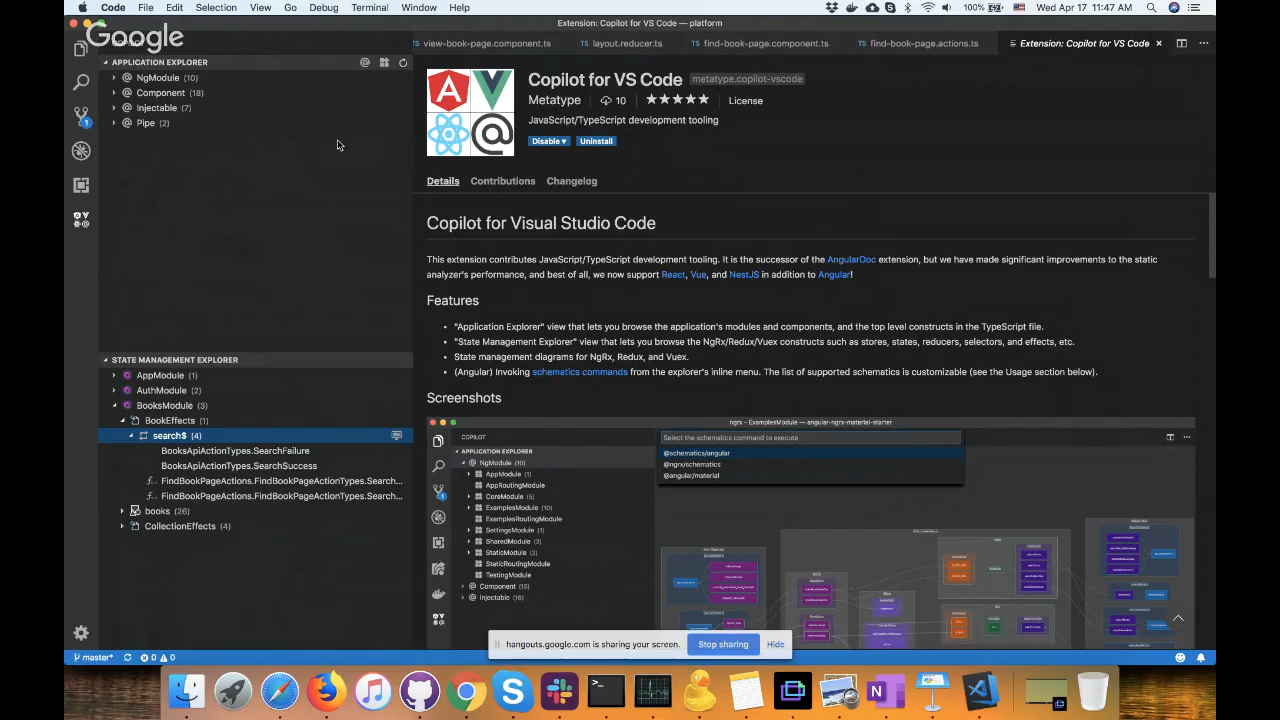 Code File Edit Selection View Go Debug Terminal Window Help
100% Wed Apr 17 11:47 AM
Extension: Copilot for VS Code — platform
Google
view-book-page.component.ts
layout.reducer.ts
find-book-page.component.ts
find-book-page.actions.ts
Extension: Copilot for VS Code
APPLICATION EXPLORER
NgModule (10)
Component (18)
Injectable (7)
Pipe (2)
STATE MANAGEMENT EXPLORER
AppModule (1)
AuthModule (2)
BooksModule (3)
BookEffects (1)
search$ (4)
BooksApiActionTypes.SearchFailure
BooksApiActionTypes.SearchSuccess
FindBookPageActions.FindBookPageActionTypes.Search...
FindBookPageActions.FindBookPageActionTypes.Search...
books (26)
CollectionEffects (4)
Copilot for VS Code metatype.copilot-vscode
Metatype 10 ★★★★★ License
JavaScript/TypeScript development tooling
Disable Uninstall
Details Contributions Changelog
Copilot for Visual Studio Code
This extension contributes JavaScript/TypeScript development tooling. It is the successor of the AngularDoc extension, but we have made significant improvements to the static
analyzer's performance, and best of all, we now support React, Vue, and NestJS in addition to Angular!
Features
• "Application Explorer" view that lets you browse the application's modules and components, and the top level constructs in the TypeScript file.
• "State Management Explorer" view that lets you browse the NgRx/Redux/Vuex constructs such as stores, states, reducers, selectors, and effects, etc.
• State management diagrams for NgRx, Redux, and Vuex.
• (Angular) Invoking schematics commands from the explorer's inline menu. The list of supported schematics is customizable (see the Usage section below).
Screenshots
ngrx — ExamplesModule — angular-ngrx-material-starter
COPILOT
APPLICATION EXPLORER
NgModule (10)
AppModule (1)
AppRoutingModule
CoreModule (5)
ExamplesModule (10)
ExamplesRoutingModule
SettingsModule (1)
SharedModule (2)
StaticModule (2)
StaticRoutingModule
TestingModule
Component (15)
Injectable (18)
Select the schematics command to execute
@schematics/angular
@ngrx/schematics
@angular/material
hangouts.google.com is sharing your screen. Stop sharing Hide
master* 0 0